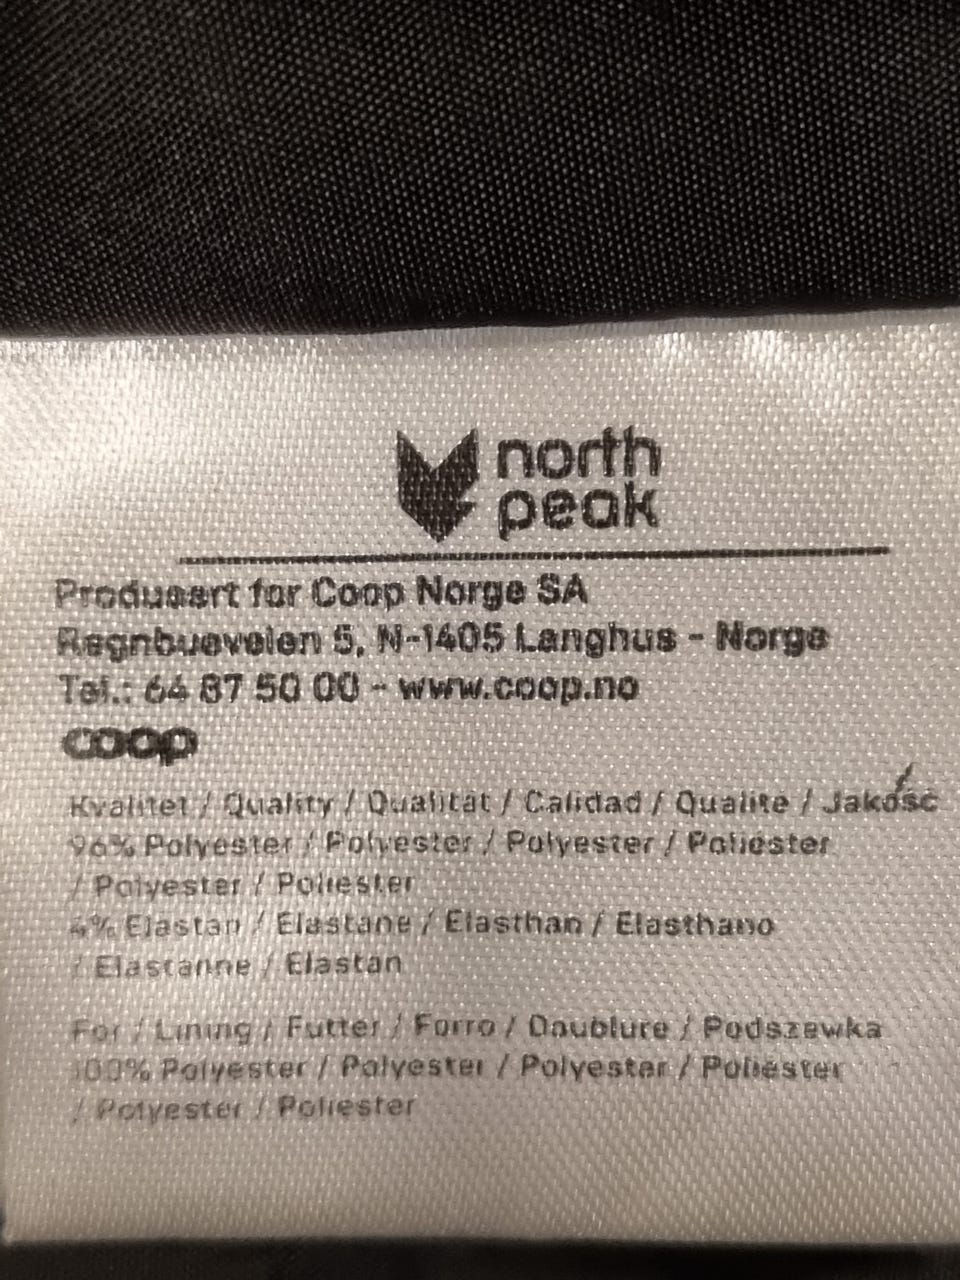 north
peak
Produsert for Coop Norge SA
Regnbueveien 5, N-1405 Langhus - Norge
Tel.: 64 87 50 00 - www.coop.no
coop
Kvalitet / Quality / Qualität / Calidad / Qualite / Jakość
96% Polyester / Polyester / Polyester / Poliéster
/ Polyester / Poliester
4% Elastan / Elastane / Elasthan / Elasthano
/ Elastanne / Elastan
For / Lining / Futter / Forro / Doublure / Podszewka
100% Polyester / Polyester / Polyester / Poliéster
/ Polyester / Poliester